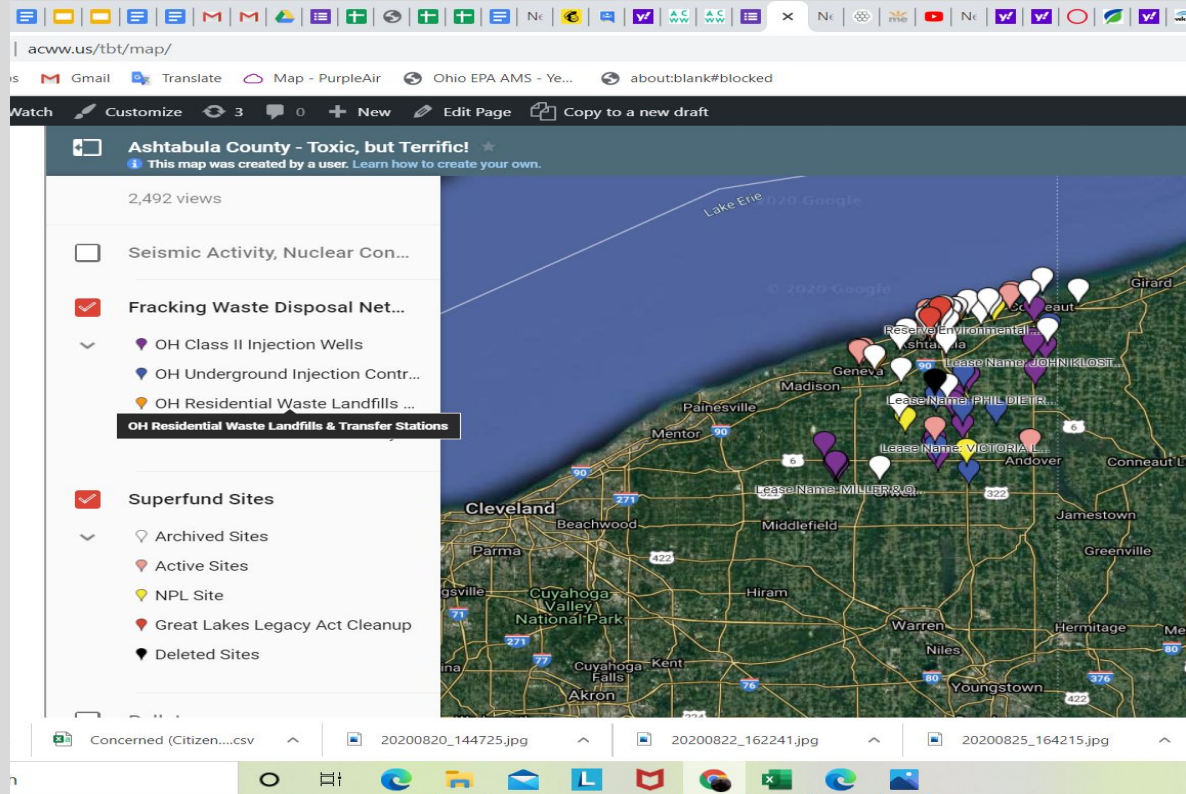 acww.us/tbt/map/
Gmail Translate Map - PurpleAir Ohio EPA AMS - Ye... about:blank#blocked
Watch Customize 3 0 New Edit Page Copy to a new draft
Ashtabula County - Toxic, but Terrific!
This map was created by a user. Learn how to create your own.
2,492 views
Seismic Activity, Nuclear Con...
Fracking Waste Disposal Net...
OH Class II Injection Wells
OH Underground Injection Contr...
OH Residential Waste Landfills ...
OH Residential Waste Landfills & Transfer Stations
Superfund Sites
Archived Sites
Active Sites
NPL Site
Great Lakes Legacy Act Cleanup
Deleted Sites
Lake Erie
2020 Google
© 2020 Google
Girard
Reserve Environmental
Geneva
90
Lease Name: JOHN KLOST...
Madison
Lease Name: PHIL DIETR...
Painesville
Mentor
90
6
Lease Name: VICTORIA L...
6
Andover
Conneaut L
90
Lease Name: MILLER & O...
322
271
Cleveland
Beachwood
Middlefield
Jamestown
Parma
422
Greenville
gsville
Cuyahoga
Valley
National Park
Hiram
71
Warren
Hermitage
Me
271
Niles
80
77
Cuyahoga
Falls
Kent
76
80
Youngstown
376
422
Akron
Concerned (Citizen....csv
20200820_144725.jpg
20200822_162241.jpg
20200825_164215.jpg